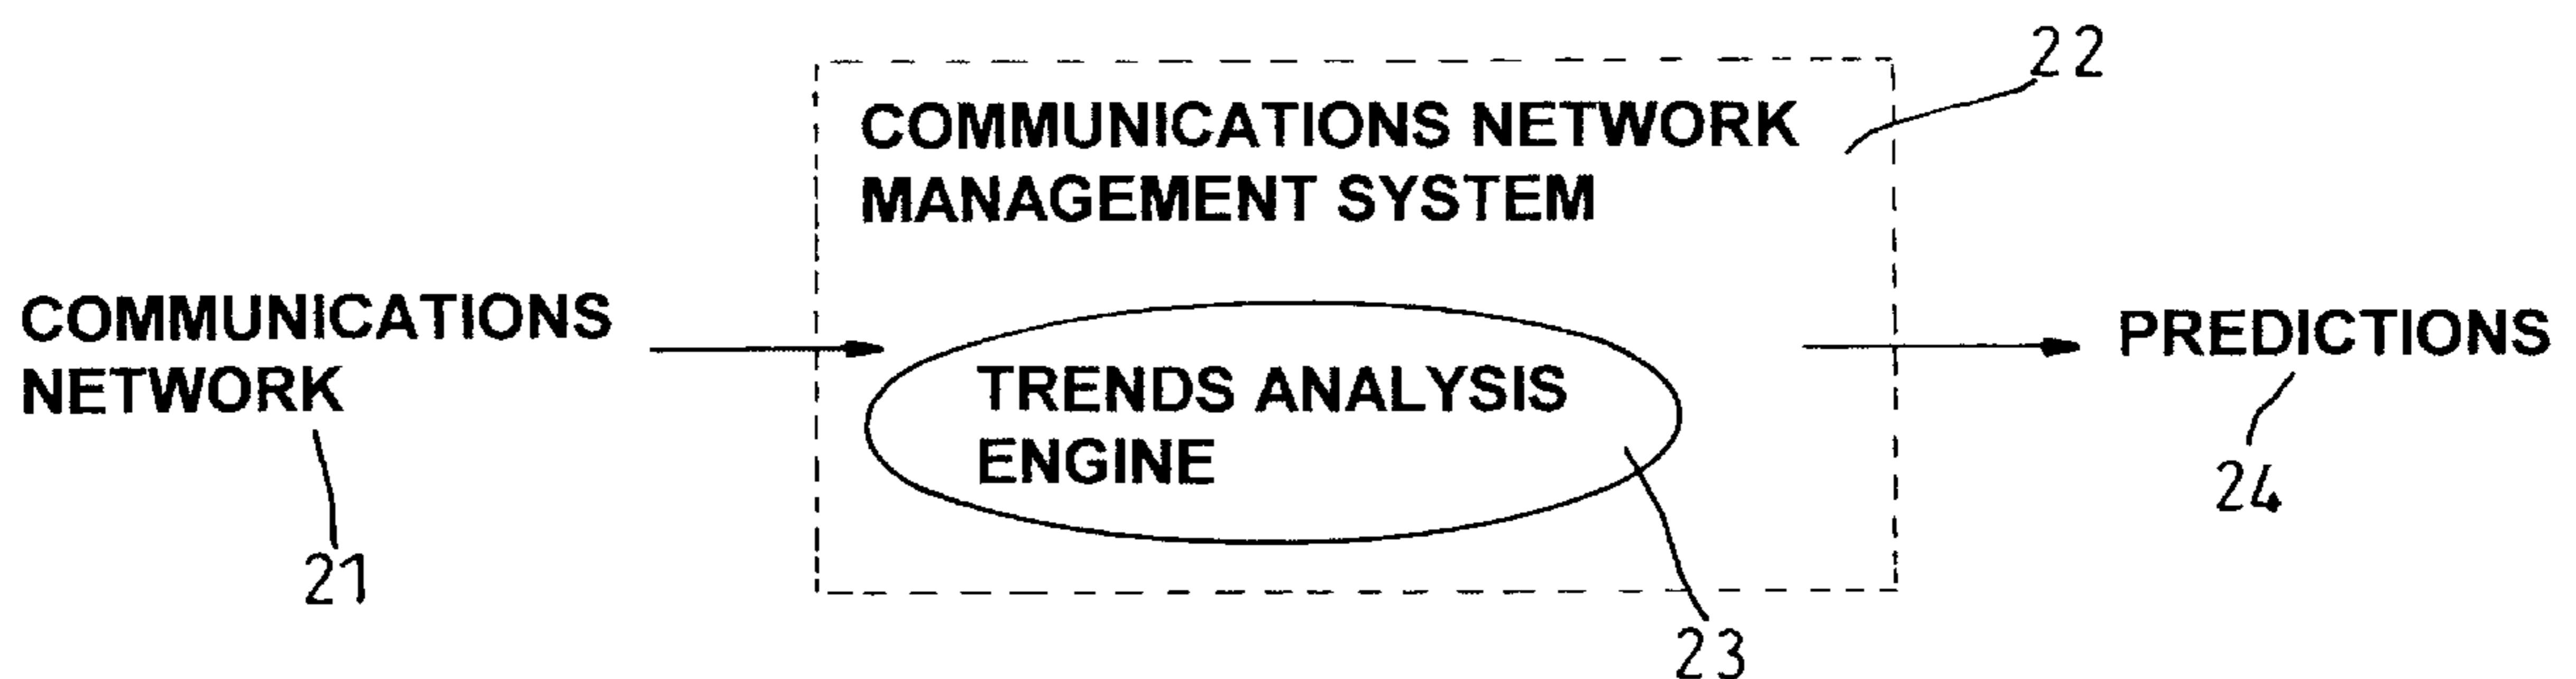 22
COMMUNICATIONS NETWORK
MANAGEMENT SYSTEM
COMMUNICATIONS
NETWORK
21
TRENDS ANALYSIS
ENGINE
23
PREDICTIONS
24